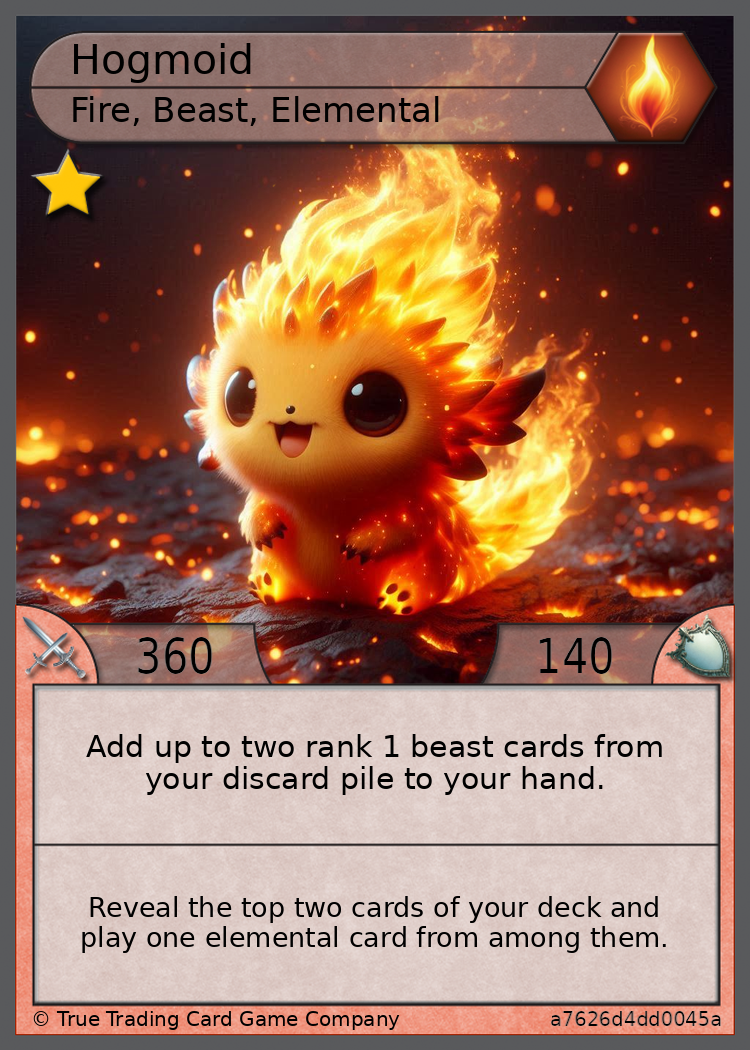 Hogmoid
Fire, Beast, Elemental
360
140
Add up to two rank 1 beast cards from
your discard pile to your hand.
Reveal the top two cards of your deck and
play one elemental card from among them.
© True Trading Card Game Company
a7626d4dd0045a